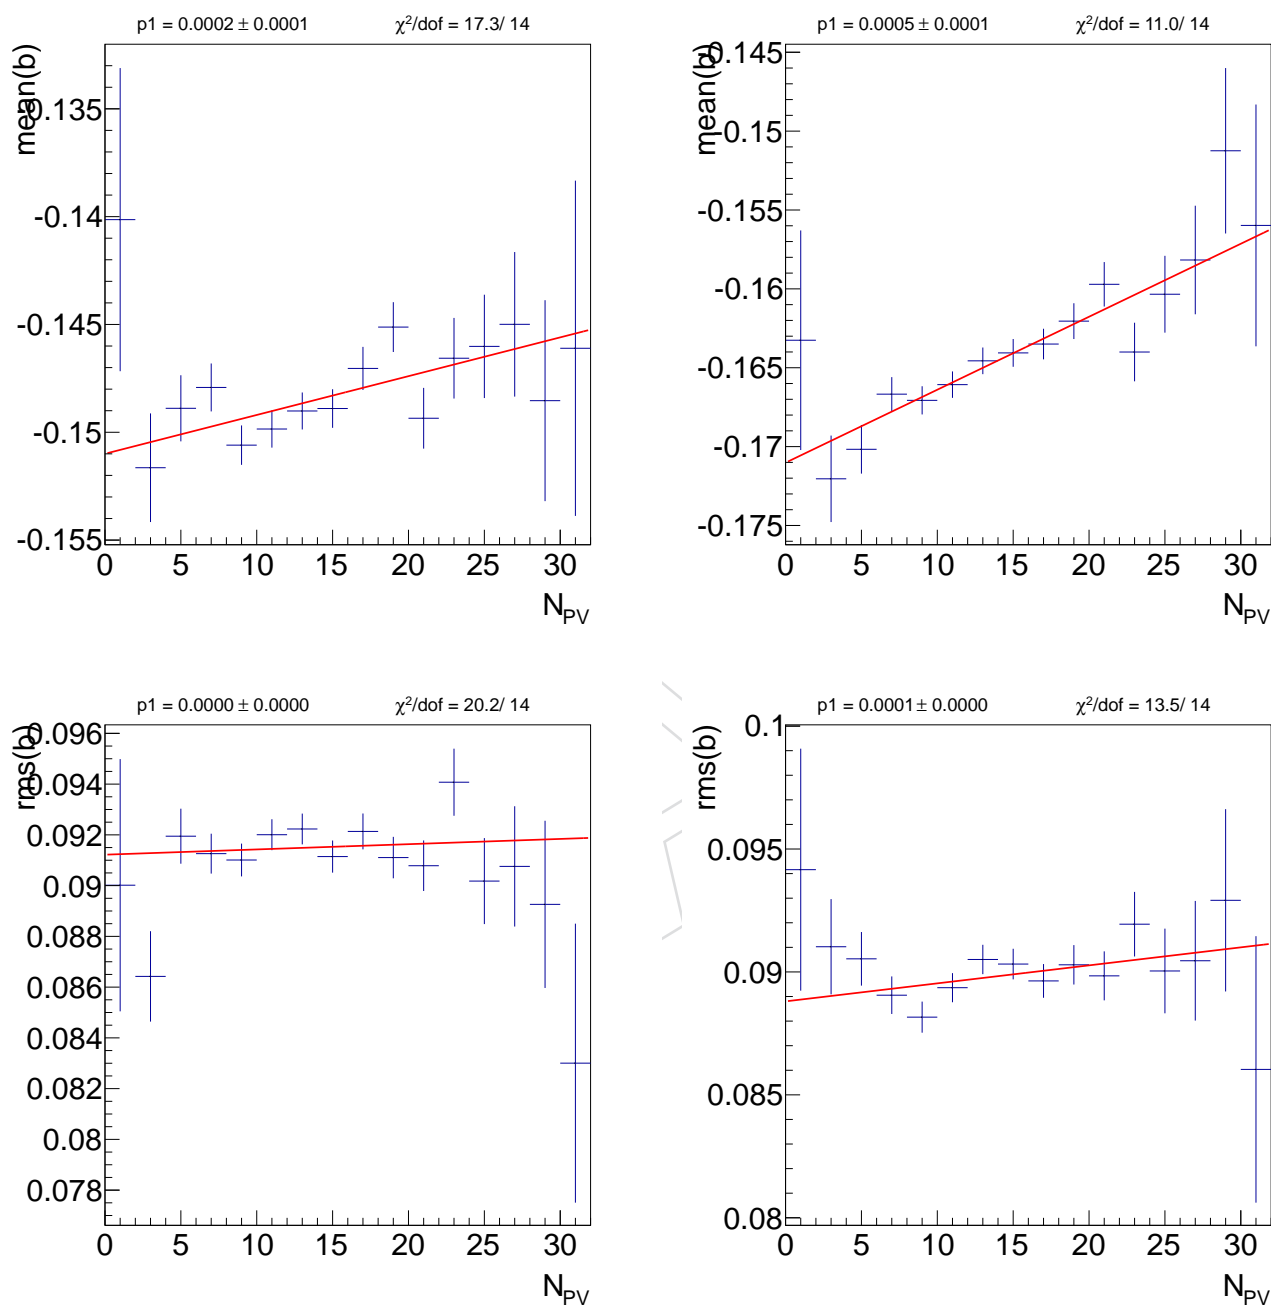 p1 = 0.0002 ± 0.0001 χ²/dof = 17.3/ 14
mean(b)
-0.135
-0.14
-0.145
-0.15
-0.155
0 5 10 15 20 25 30
N_PV
p1 = 0.0005 ± 0.0001 χ²/dof = 11.0/ 14
mean(b)
-0.145
-0.15
-0.155
-0.16
-0.165
-0.17
-0.175
0 5 10 15 20 25 30
N_PV
p1 = 0.0000 ± 0.0000 χ²/dof = 20.2/ 14
rms(b)
0.096
0.094
0.092
0.09
0.088
0.086
0.084
0.082
0.08
0.078
0 5 10 15 20 25 30
N_PV
p1 = 0.0001 ± 0.0000 χ²/dof = 13.5/ 14
rms(b)
0.1
0.095
0.09
0.085
0.08
0 5 10 15 20 25 30
N_PV